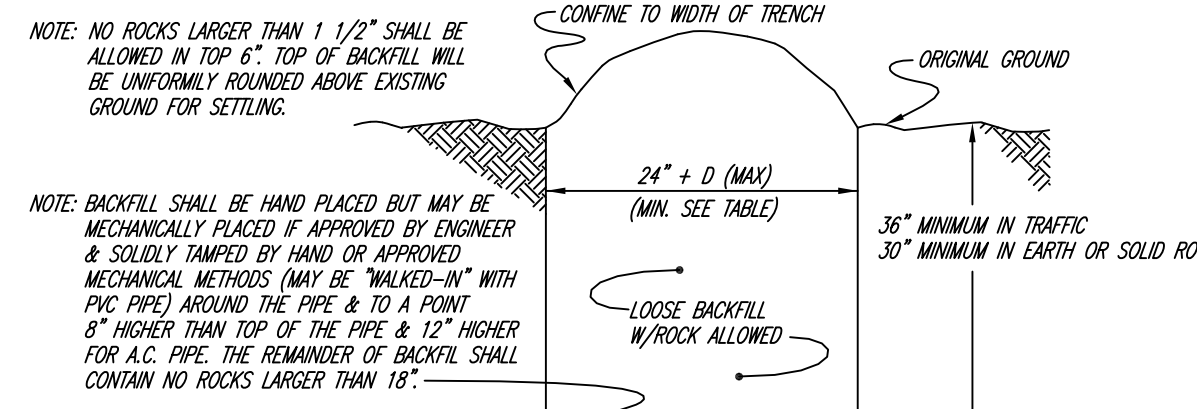 NOTE: NO ROCKS LARGER THAN 1 1/2" SHALL BE
ALLOWED IN TOP 6". TOP OF BACKFILL WILL
BE UNIFORMILY ROUNDED ABOVE EXISTING
GROUND FOR SETTLING.
CONFINE TO WIDTH OF TRENCH
ORIGINAL GROUND
24" + D (MAX)
(MIN. SEE TABLE)
NOTE: BACKFILL SHALL BE HAND PLACED BUT MAY BE
MECHANICALLY PLACED IF APPROVED BY ENGINEER
& SOLIDLY TAMPED BY HAND OR APPROVED
MECHANICAL METHODS (MAY BE "WALKED-IN" WITH
PVC PIPE) AROUND THE PIPE & TO A POINT
8" HIGHER THAN TOP OF THE PIPE & 12" HIGHER
FOR A.C. PIPE. THE REMAINDER OF BACKFIL SHALL
CONTAIN NO ROCKS LARGER THAN 18".
36" MINIMUM IN TRAFFIC
30" MINIMUM IN EARTH OR SOLID RO
LOOSE BACKFILL
W/ROCK ALLOWED